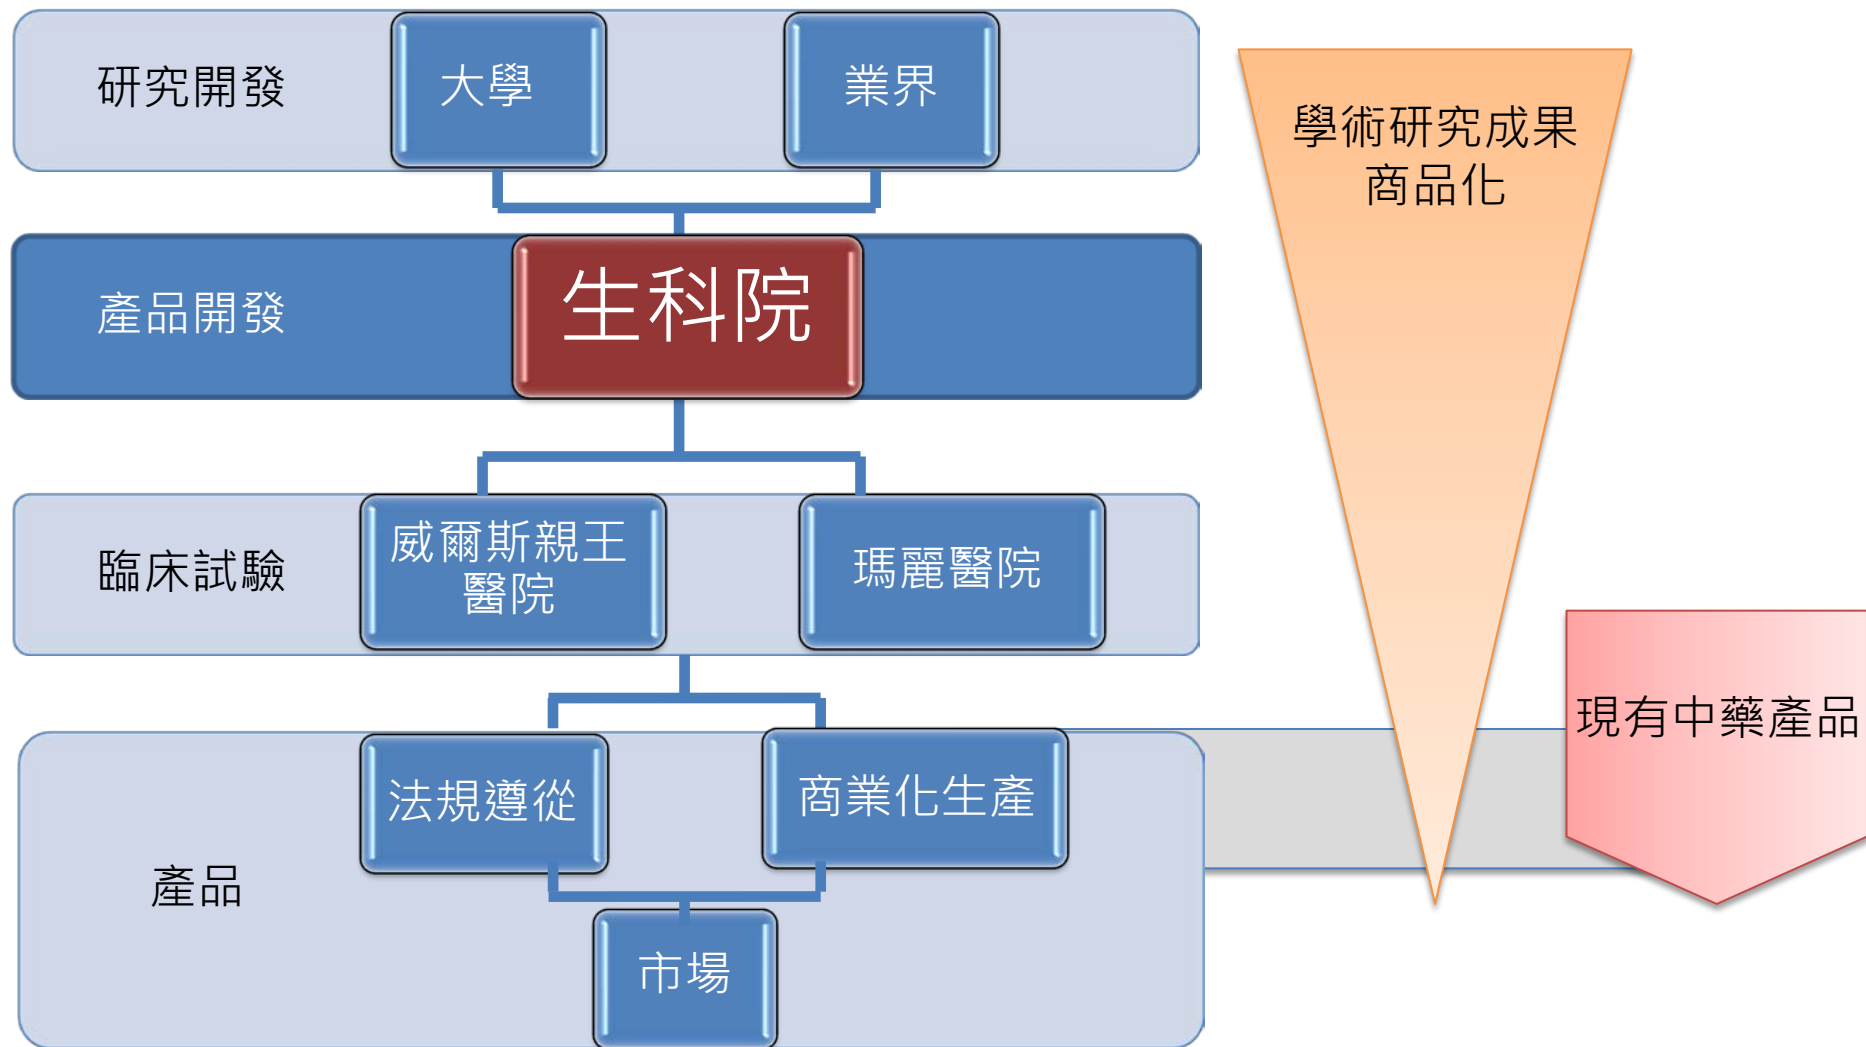 研究開發
大學
業界
學術研究成果
商品化
產品開發
生科院
臨床試驗
威爾斯親王
醫院
瑪麗醫院
現有中藥產品
法規遵從
商業化生產
產品
市場